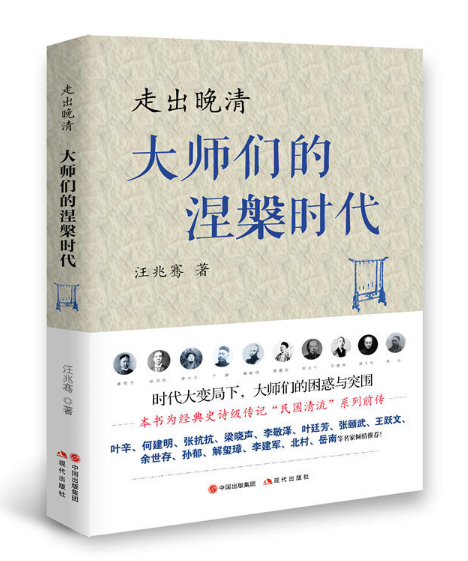 走出晚清
大师们的涅槃时代
汪兆骞 著
中国出版集团
现代出版社
走出晚清
大师们的
涅槃时代
汪兆骞 著
时代大变局下，大师们的困惑与突围
本书为经典史诗级传记“民国清流”系列前传
叶辛、何建明、张抗抗、梁晓声、李敬泽、叶廷芳、张颐武、王跃文、
余世存、孙郁、解玺璋、李建军、北村、岳南等名家倾情推荐！
中国出版集团 现代出版社